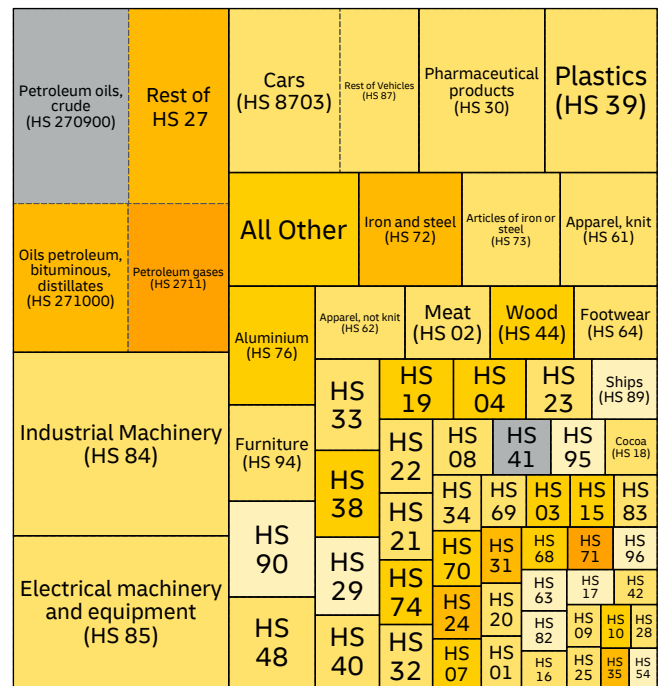 Petroleum oils,
crude
(HS 270900)
Rest of
HS 27
Oils petroleum,
bituminous,
distillates
(HS 271000)
Petroleum gases
(HS 2711)
Industrial Machinery
(HS 84)
Electrical machinery
and equipment
(HS 85)
Cars
(HS 8703)
Rest of Vehicles
(HS 87)
Pharmaceutical
products
(HS 30)
Plastics
(HS 39)
All Other
Iron and steel
(HS 72)
Articles of iron or
steel
(HS 73)
Apparel, knit
(HS 61)
Aluminium
(HS 76)
Apparel, not knit
(HS 62)
Meat
(HS 02)
Wood
(HS 44)
Footwear
(HS 64)
Furniture
(HS 94)
HS
90
HS
48
HS
33
HS
38
HS
29
HS
40
HS
19
HS
04
HS
23
Ships
(HS 89)
HS
22
HS
21
HS
74
HS
32
HS
08
HS
41
HS
95
Cocoa
(HS 18)
HS
34
HS
69
HS
03
HS
15
HS
83
HS
70
HS
24
HS
07
HS
31
HS
20
HS
01
HS
68
HS
71
HS
96
HS
63
HS
82
HS
16
HS
17
HS
42
HS
09
HS
10
HS
28
HS
25
HS
35
HS
54